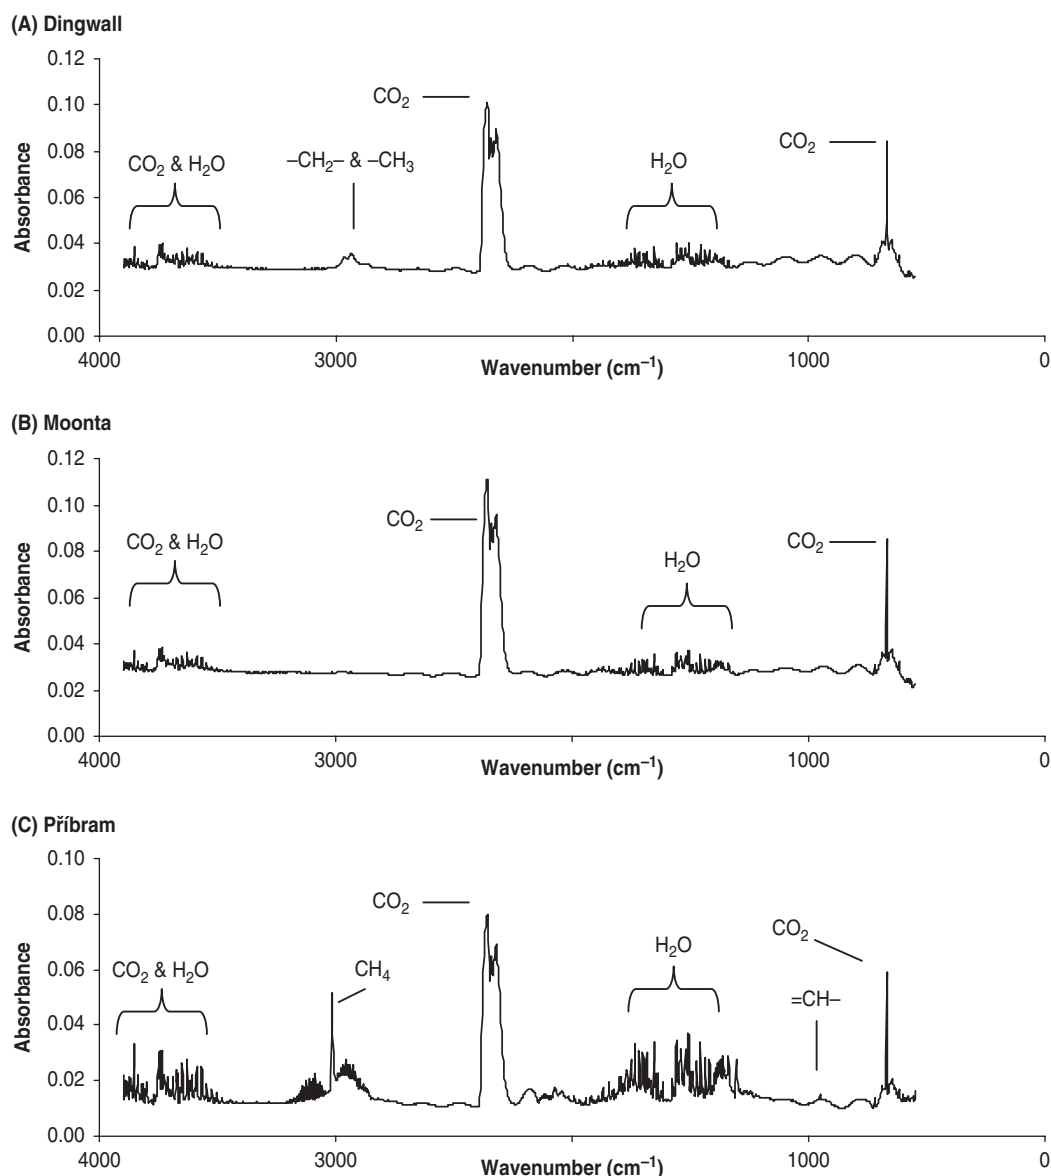 (A) Dingwall
0.12
0.10
0.08
0.06
0.04
0.02
0.00
Absorbance
CO₂ & H₂O
–CH₂– & –CH₃
CO₂
H₂O
CO₂
4000
3000
1000
0
Wavenumber (cm⁻¹)
(B) Moonta
0.12
0.10
0.08
0.06
0.04
0.02
0.00
Absorbance
CO₂ & H₂O
CO₂
H₂O
CO₂
4000
3000
1000
0
Wavenumber (cm⁻¹)
(C) Příbram
0.10
0.08
0.06
0.04
0.02
0.00
Absorbance
CO₂ & H₂O
CH₄
CO₂
H₂O
CO₂
=CH–
4000
3000
1000
0
Wavenumber (cm⁻¹)